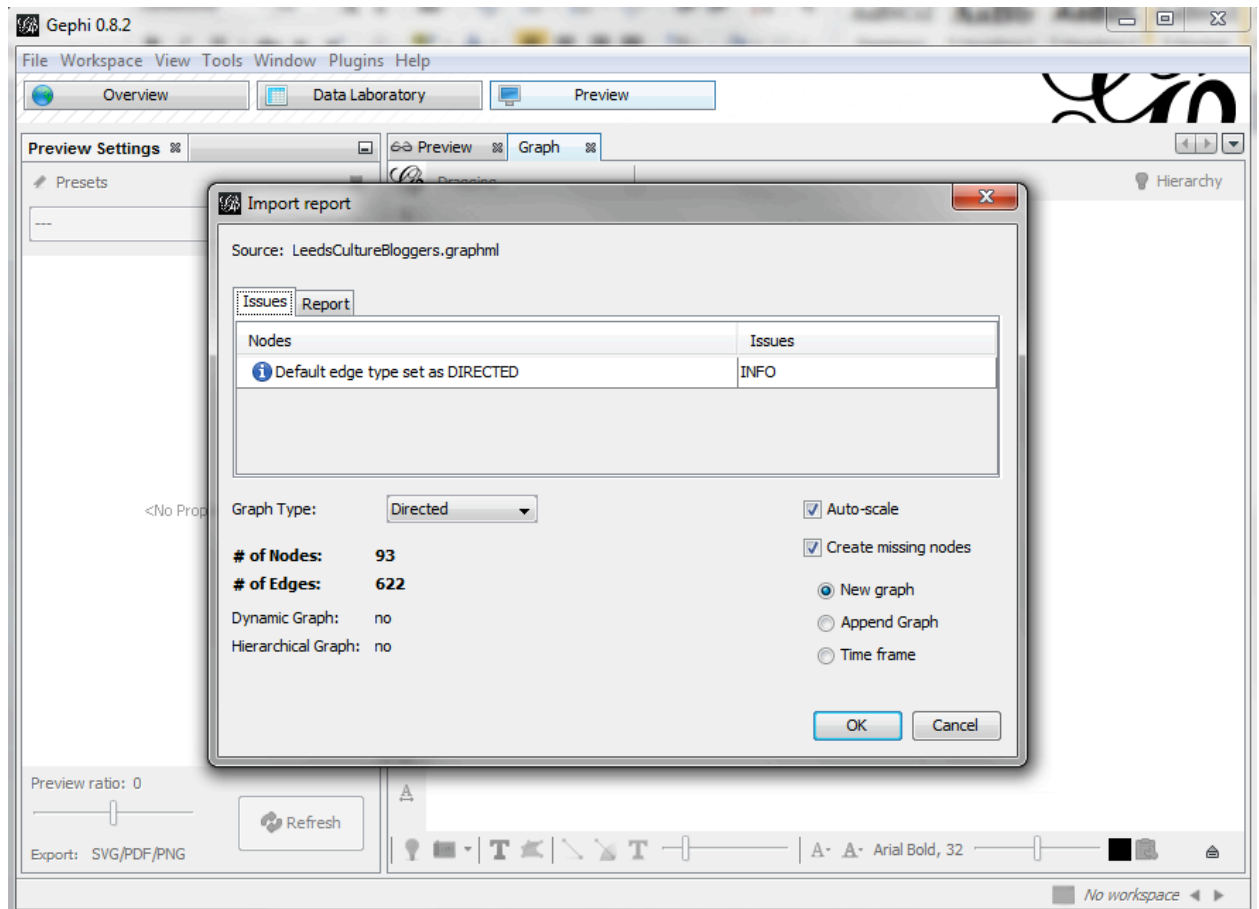 Gephi 0.8.2
File Workspace View Tools Window Plugins Help
Overview
Data Laboratory
Preview
Preview Settings
Preview
Graph
Presets
Dragging
Hierarchy
---
Import report
Source: LeedsCultureBloggers.graphml
Issues
Report
Nodes
Issues
Default edge type set as DIRECTED
INFO
<No Prop
Graph Type:
Directed
Auto-scale
# of Nodes: 93
Create missing nodes
# of Edges: 622
New graph
Dynamic Graph: no
Append Graph
Hierarchical Graph: no
Time frame
OK
Cancel
Preview ratio: 0
Refresh
Export: SVG/PDF/PNG
A
T
T
A- A- Arial Bold, 32
No workspace